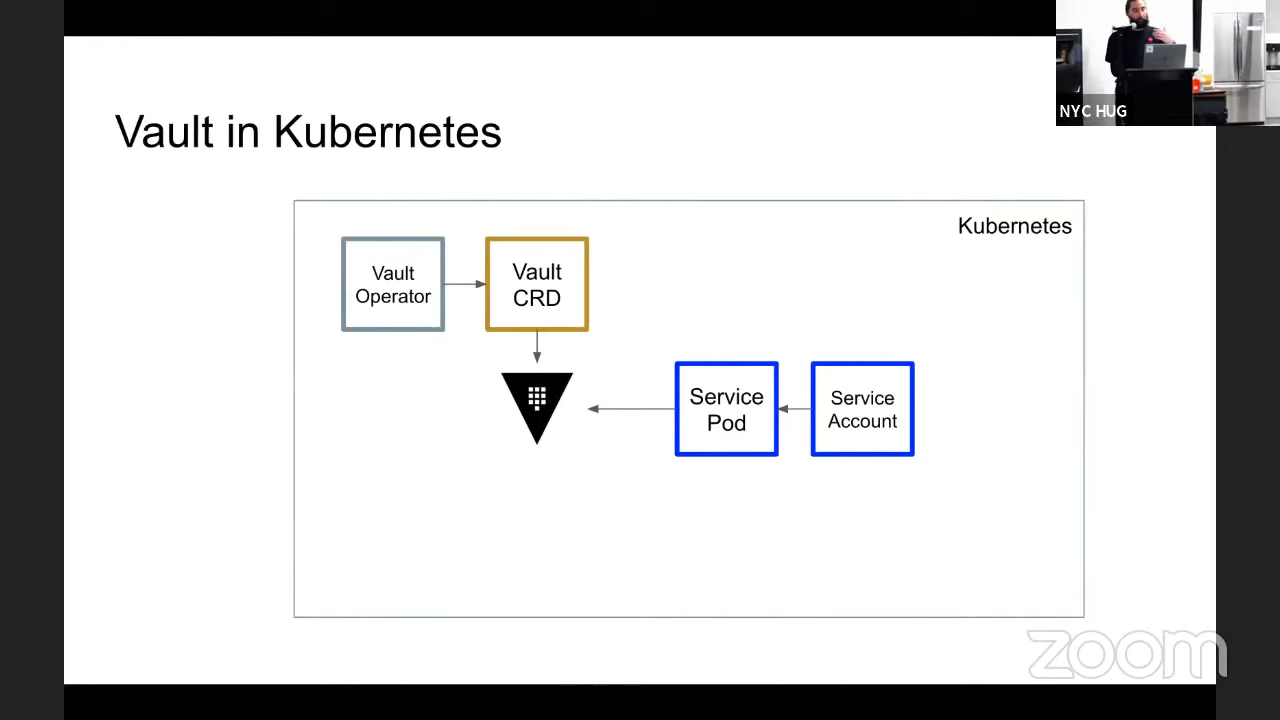 NYC HUG
Vault in Kubernetes
Kubernetes
Vault
Operator
Vault
CRD
Service
Pod
Service
Account
zoom